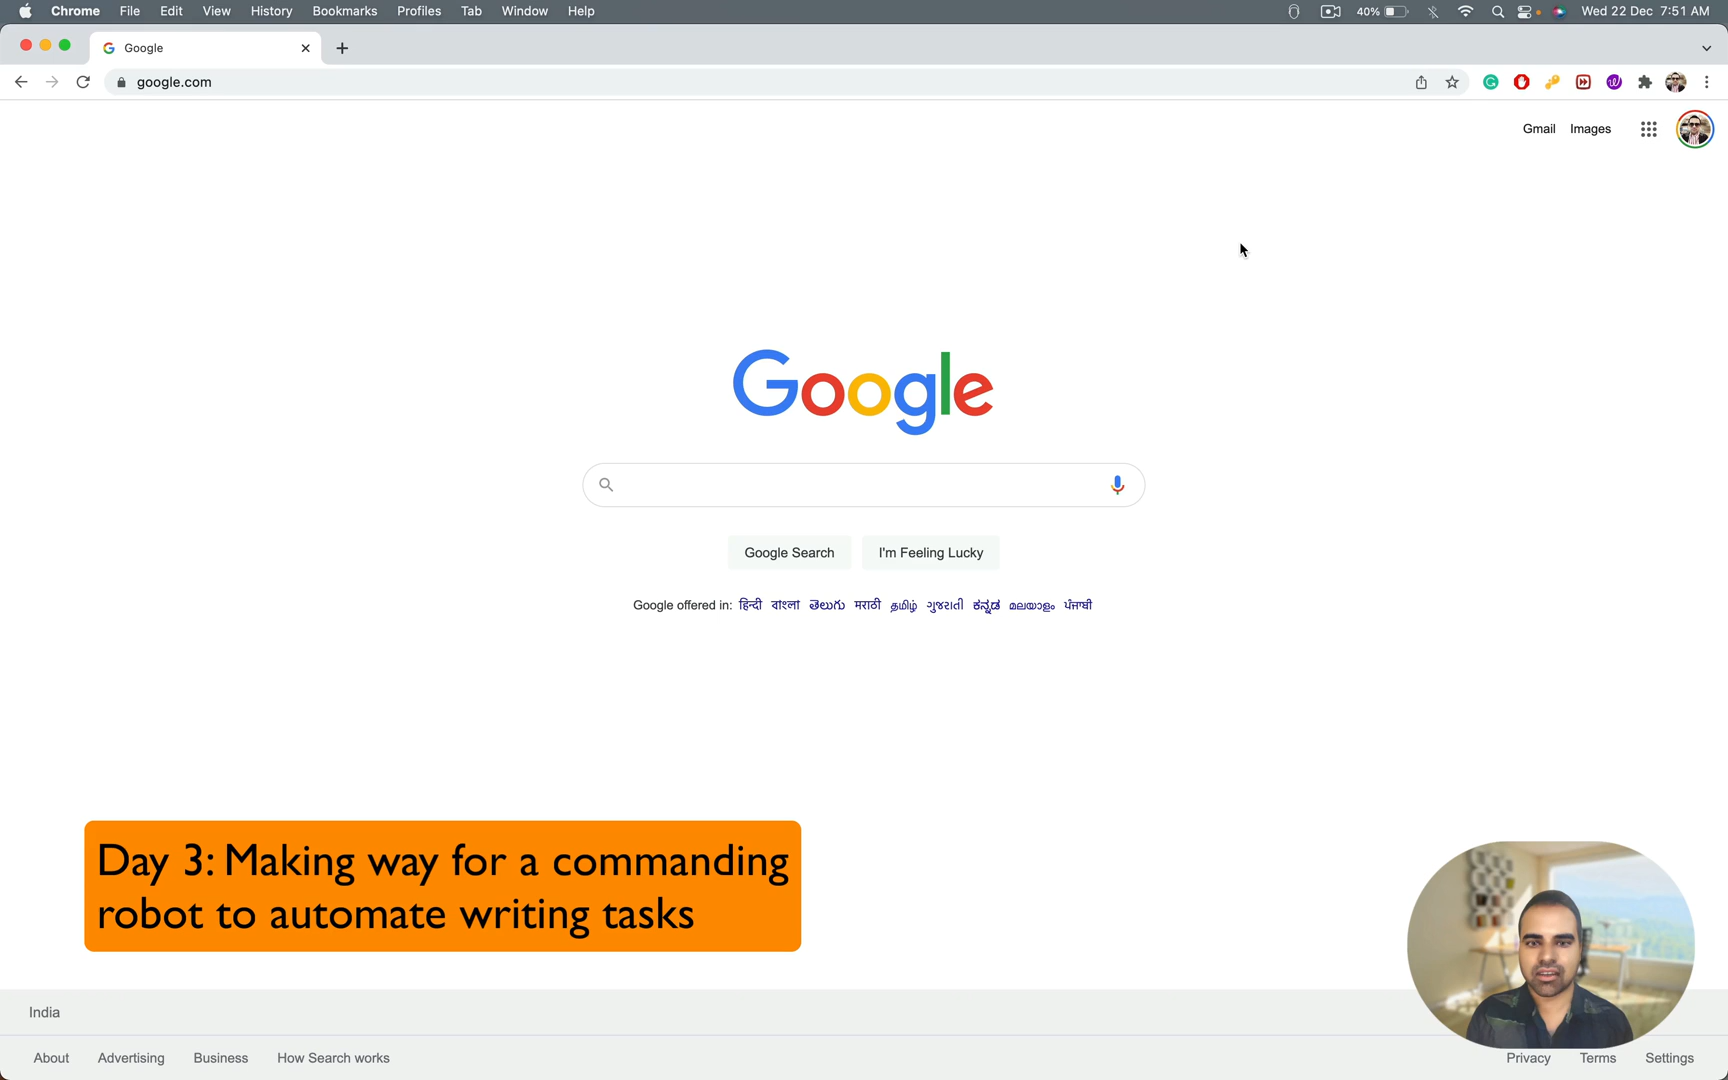 Chrome File Edit View History Bookmarks Profiles Tab Window Help 40% Wed 22 Dec 7:51 AM
Google
google.com
Gmail Images
Google
Google Search I'm Feeling Lucky
Google offered in: हिन्दी বাংলা తెలుగు मराठी தமிழ் ગુજરાતી ಕನ್ನಡ മലയാളം ਪੰਜਾਬੀ
Day 3: Making way for a commanding
robot to automate writing tasks
India
About Advertising Business How Search works Privacy Terms Settings